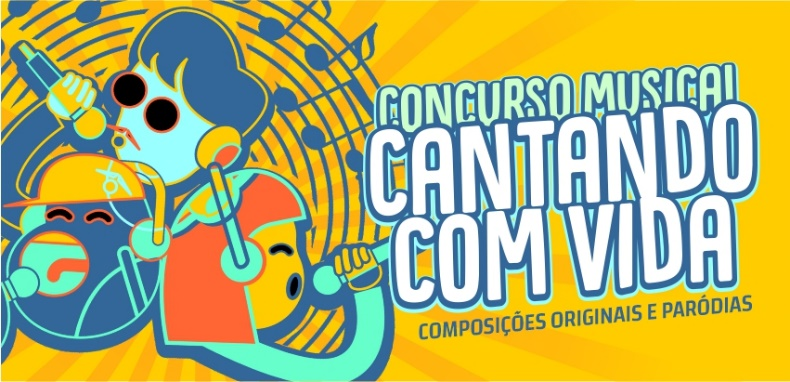 CONCURSO MUSICAL
CANTANDO
COM VIDA
COMPOSIÇÕES ORIGINAIS E PARÓDIAS